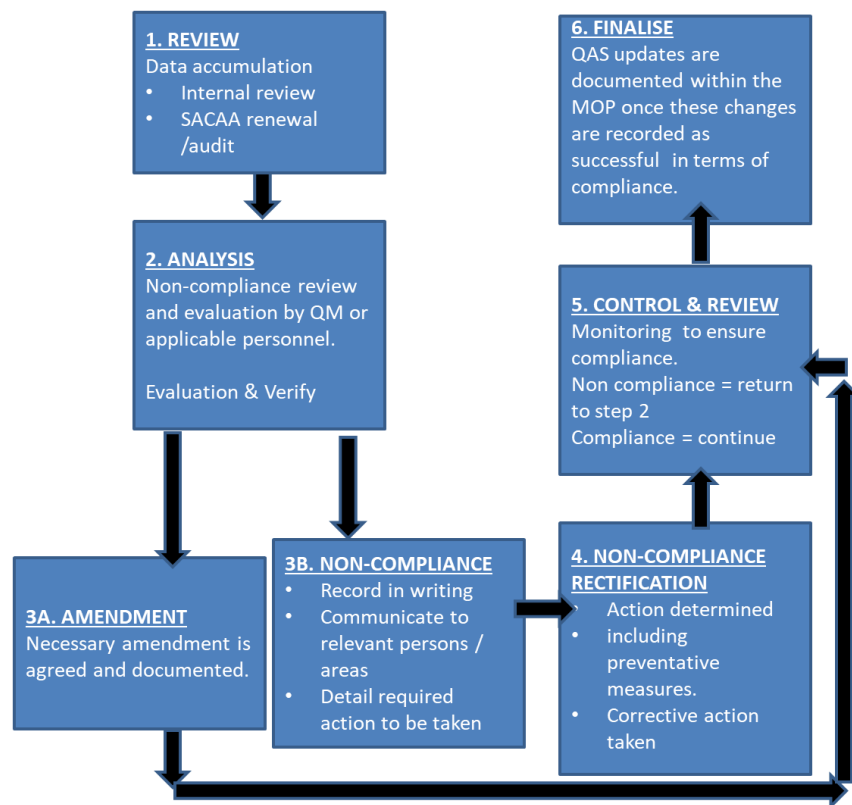 1. REVIEW
Data accumulation
• Internal review
• SACAA renewal
/audit
2. ANALYSIS
Non-compliance review
and evaluation by QM or
applicable personnel.
Evaluation & Verify
3A. AMENDMENT
Necessary amendment is
agreed and documented.
3B. NON-COMPLIANCE
• Record in writing
• Communicate to
relevant persons /
areas
• Detail required
action to be taken
4. NON-COMPLIANCE
RECTIFICATION
• Action determined
• including
preventative
measures.
• Corrective action
taken
5. CONTROL & REVIEW
Monitoring to ensure
compliance.
Non compliance = return
to step 2
Compliance = continue
6. FINALISE
QAS updates are
documented within the
MOP once these changes
are recorded as
successful in terms of
compliance.